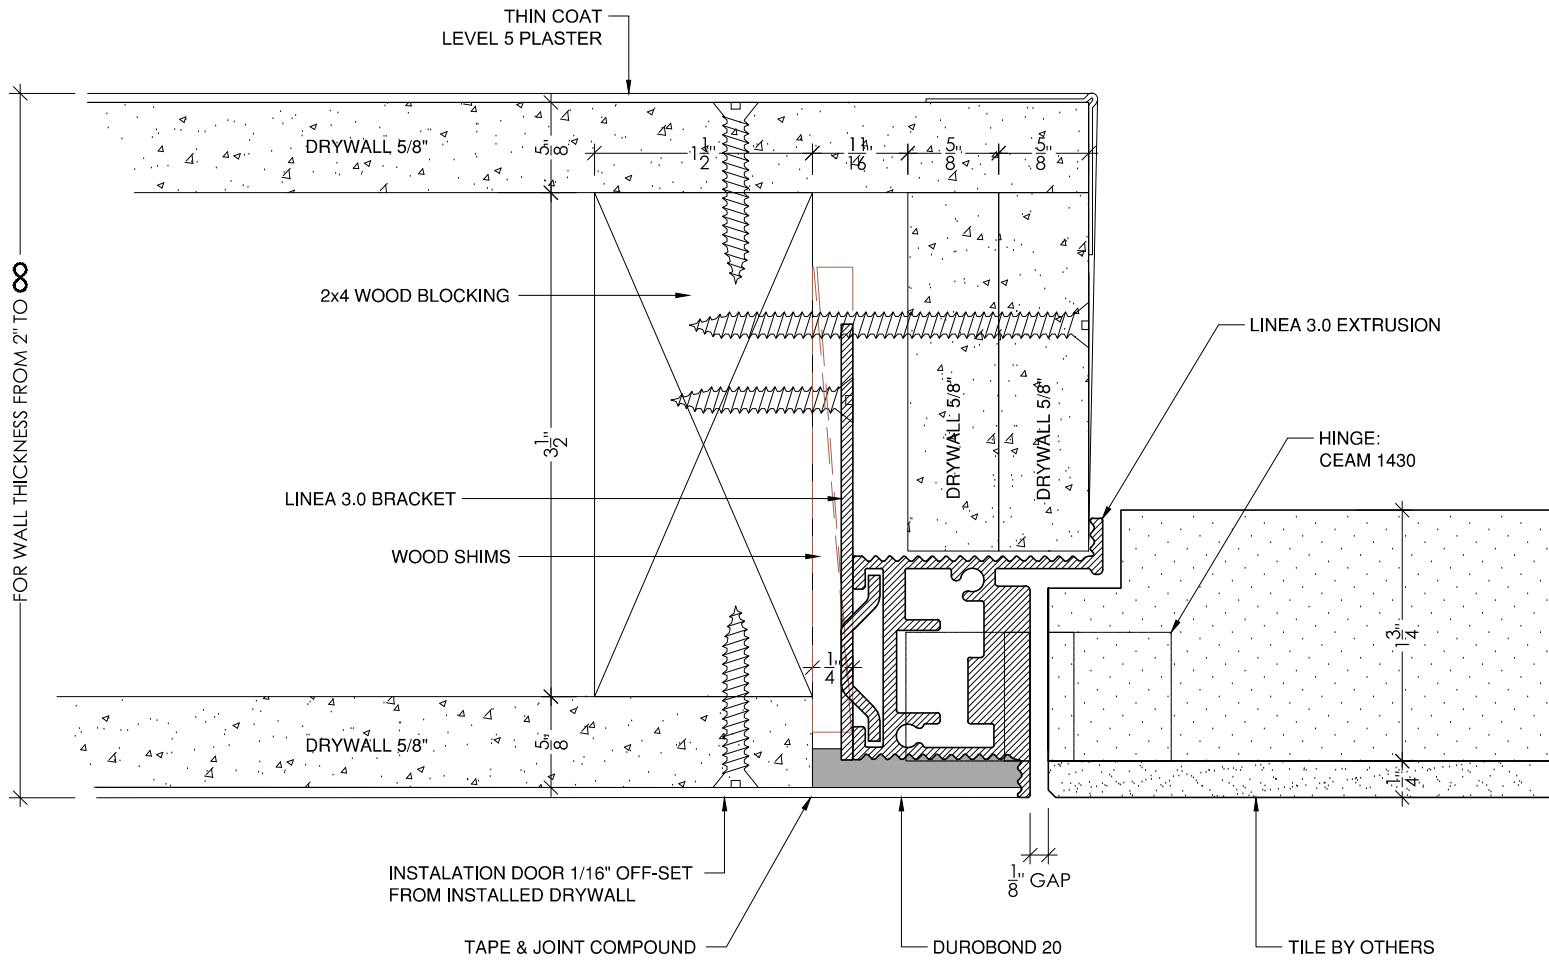 THIN COAT
LEVEL 5 PLASTER
DRYWALL 5/8"
5/8"
1 1/2"
11/16"
5/8"
5/8"
2x4 WOOD BLOCKING
LINEA 3.0 EXTRUSION
FOR WALL THICKNESS FROM 2" TO ∞
3 1/2"
DRYWALL 5/8"
DRYWALL 5/8"
HINGE:
CEAM 1430
LINEA 3.0 BRACKET
WOOD SHIMS
1/4"
1 3/4"
DRYWALL 5/8"
5/8"
1/4"
INSTALATION DOOR 1/16" OFF-SET
FROM INSTALLED DRYWALL
1/8" GAP
TAPE & JOINT COMPOUND
DUROBOND 20
TILE BY OTHERS